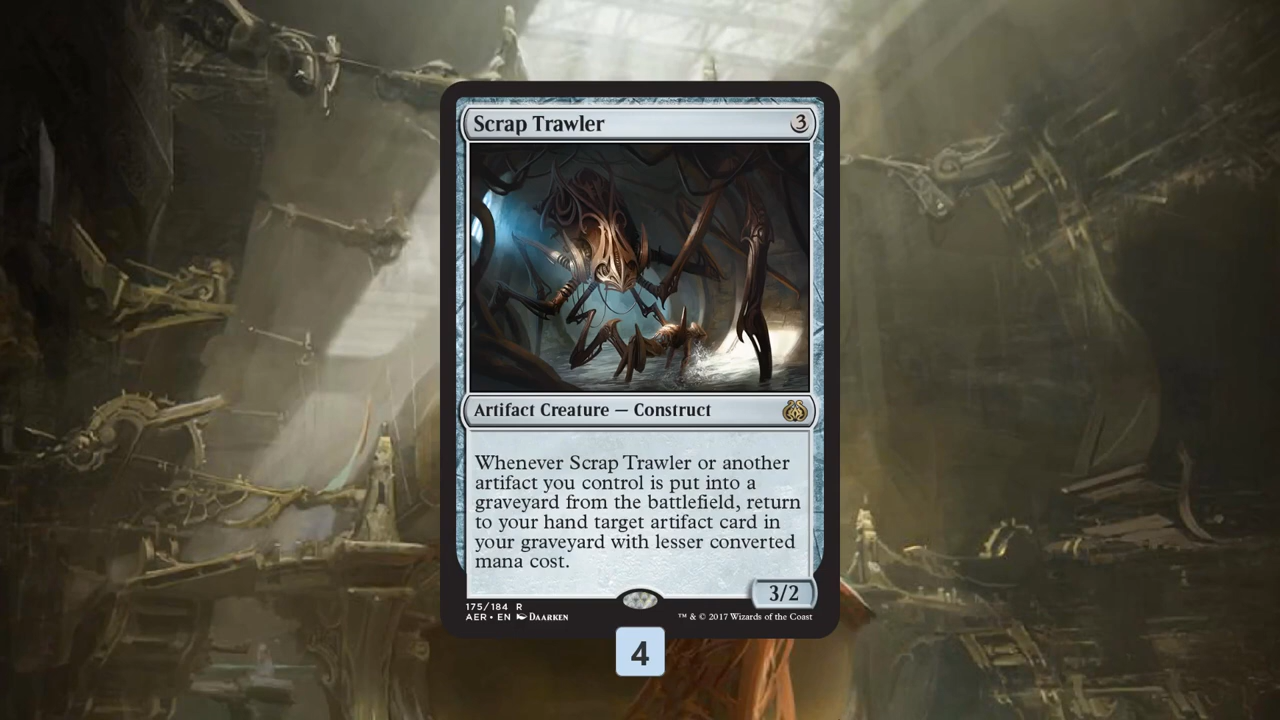 Scrap Trawler 3
Artifact Creature — Construct
Whenever Scrap Trawler or another
artifact you control is put into a
graveyard from the battlefield, return
to your hand target artifact card in
your graveyard with lesser converted
mana cost.
3/2
175/184 R
AER • EN DAARKEN
™ & © 2017 Wizards of the Coast
4